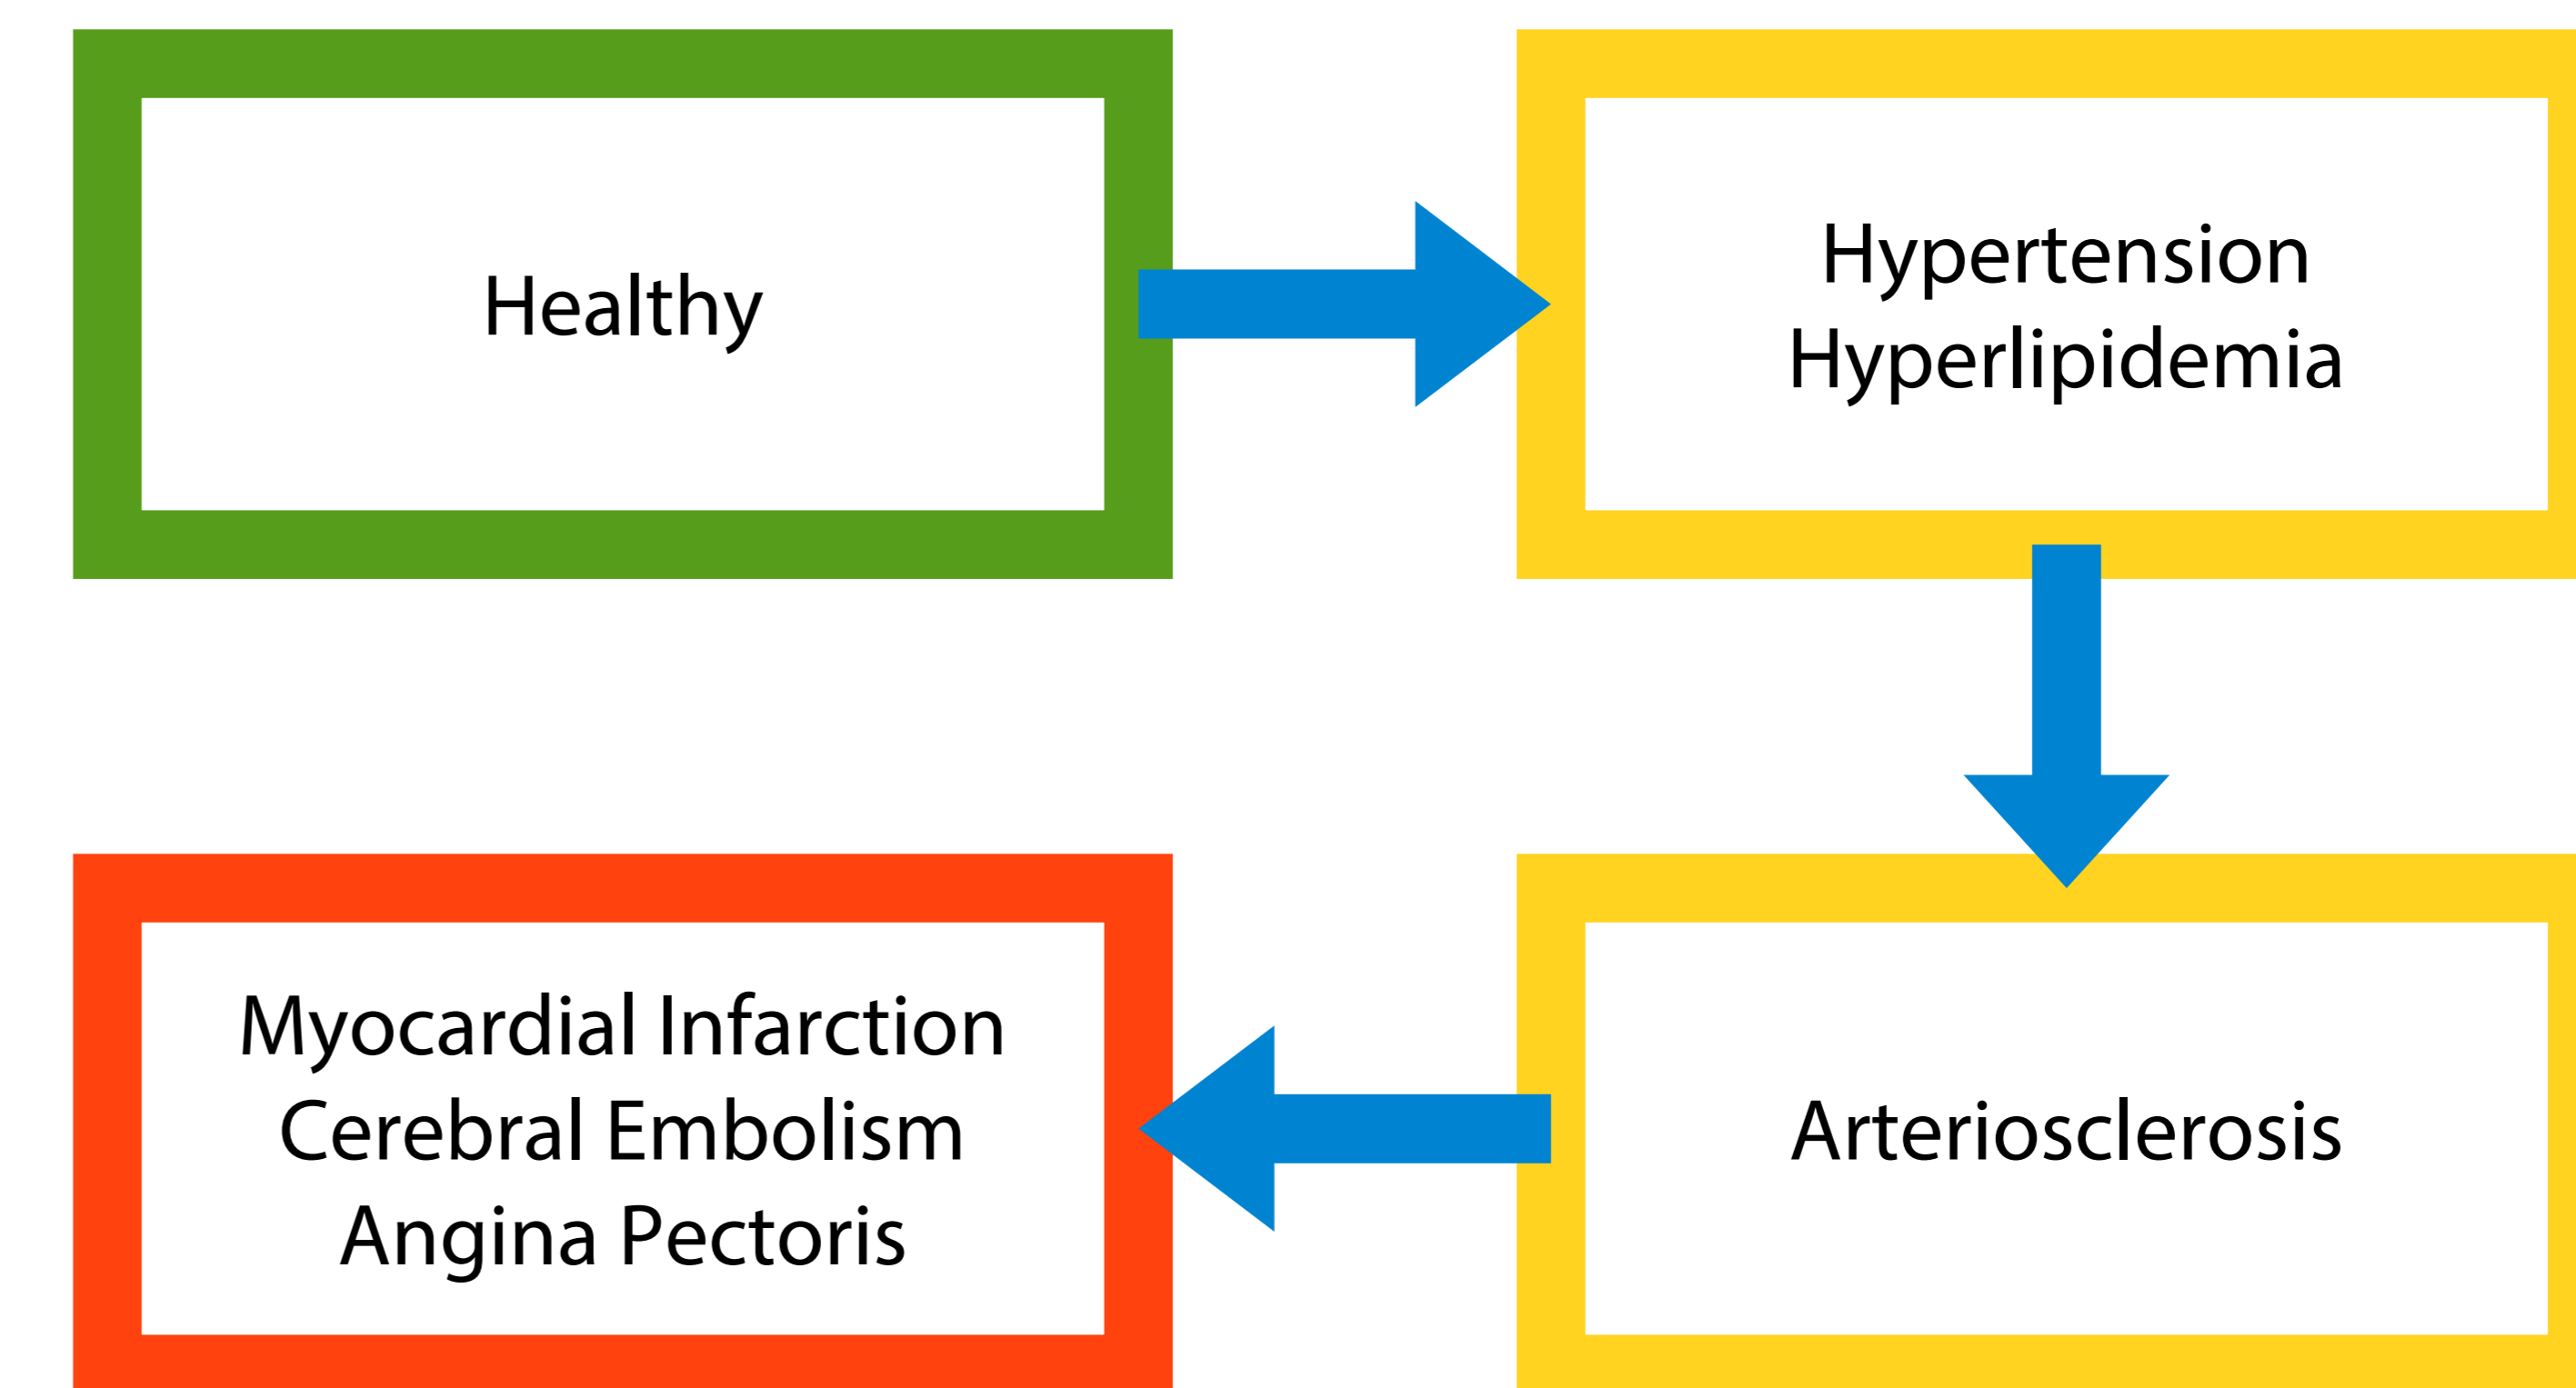 Healthy
Hypertension
Hyperlipidemia
Arteriosclerosis
Myocardial Infarction
Cerebral Embolism
Angina Pectoris